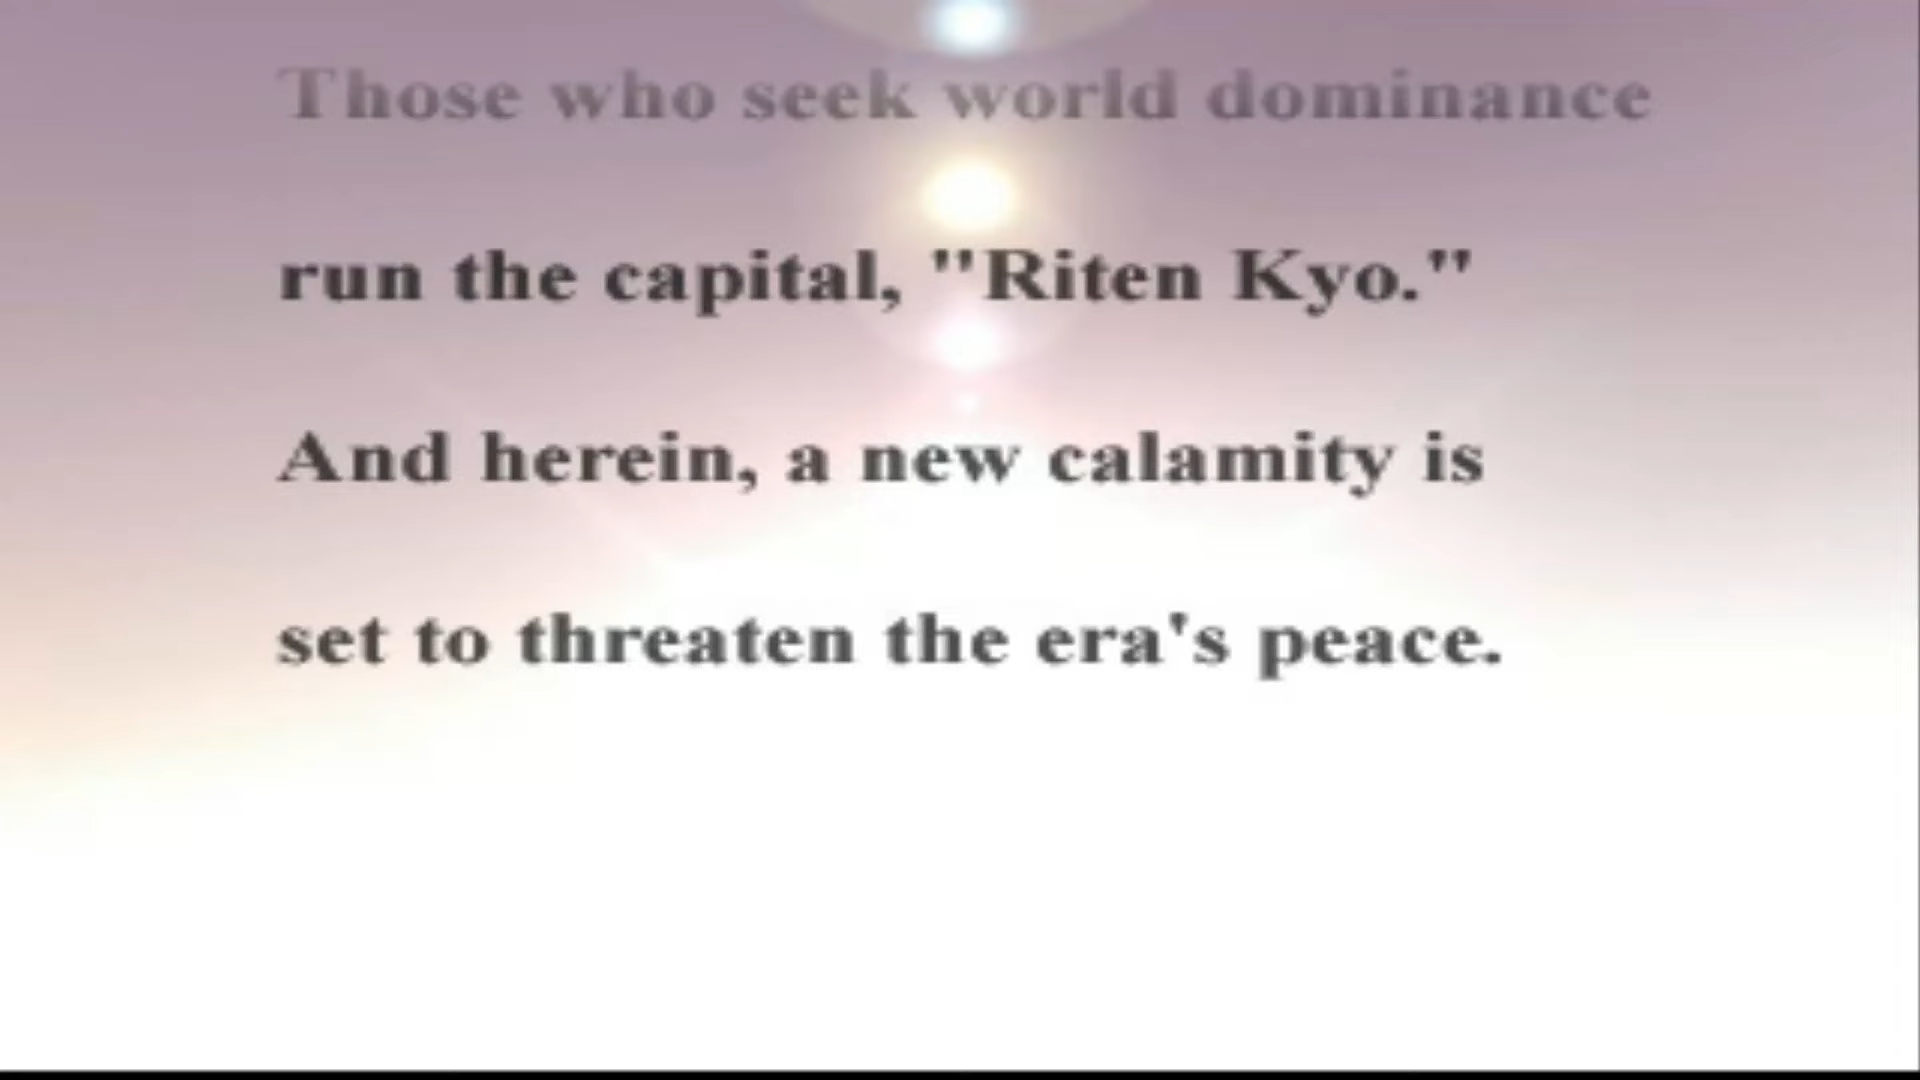 Those who seek world dominance
run the capital, "Riten Kyo."
And herein, a new calamity is
set to threaten the era's peace.